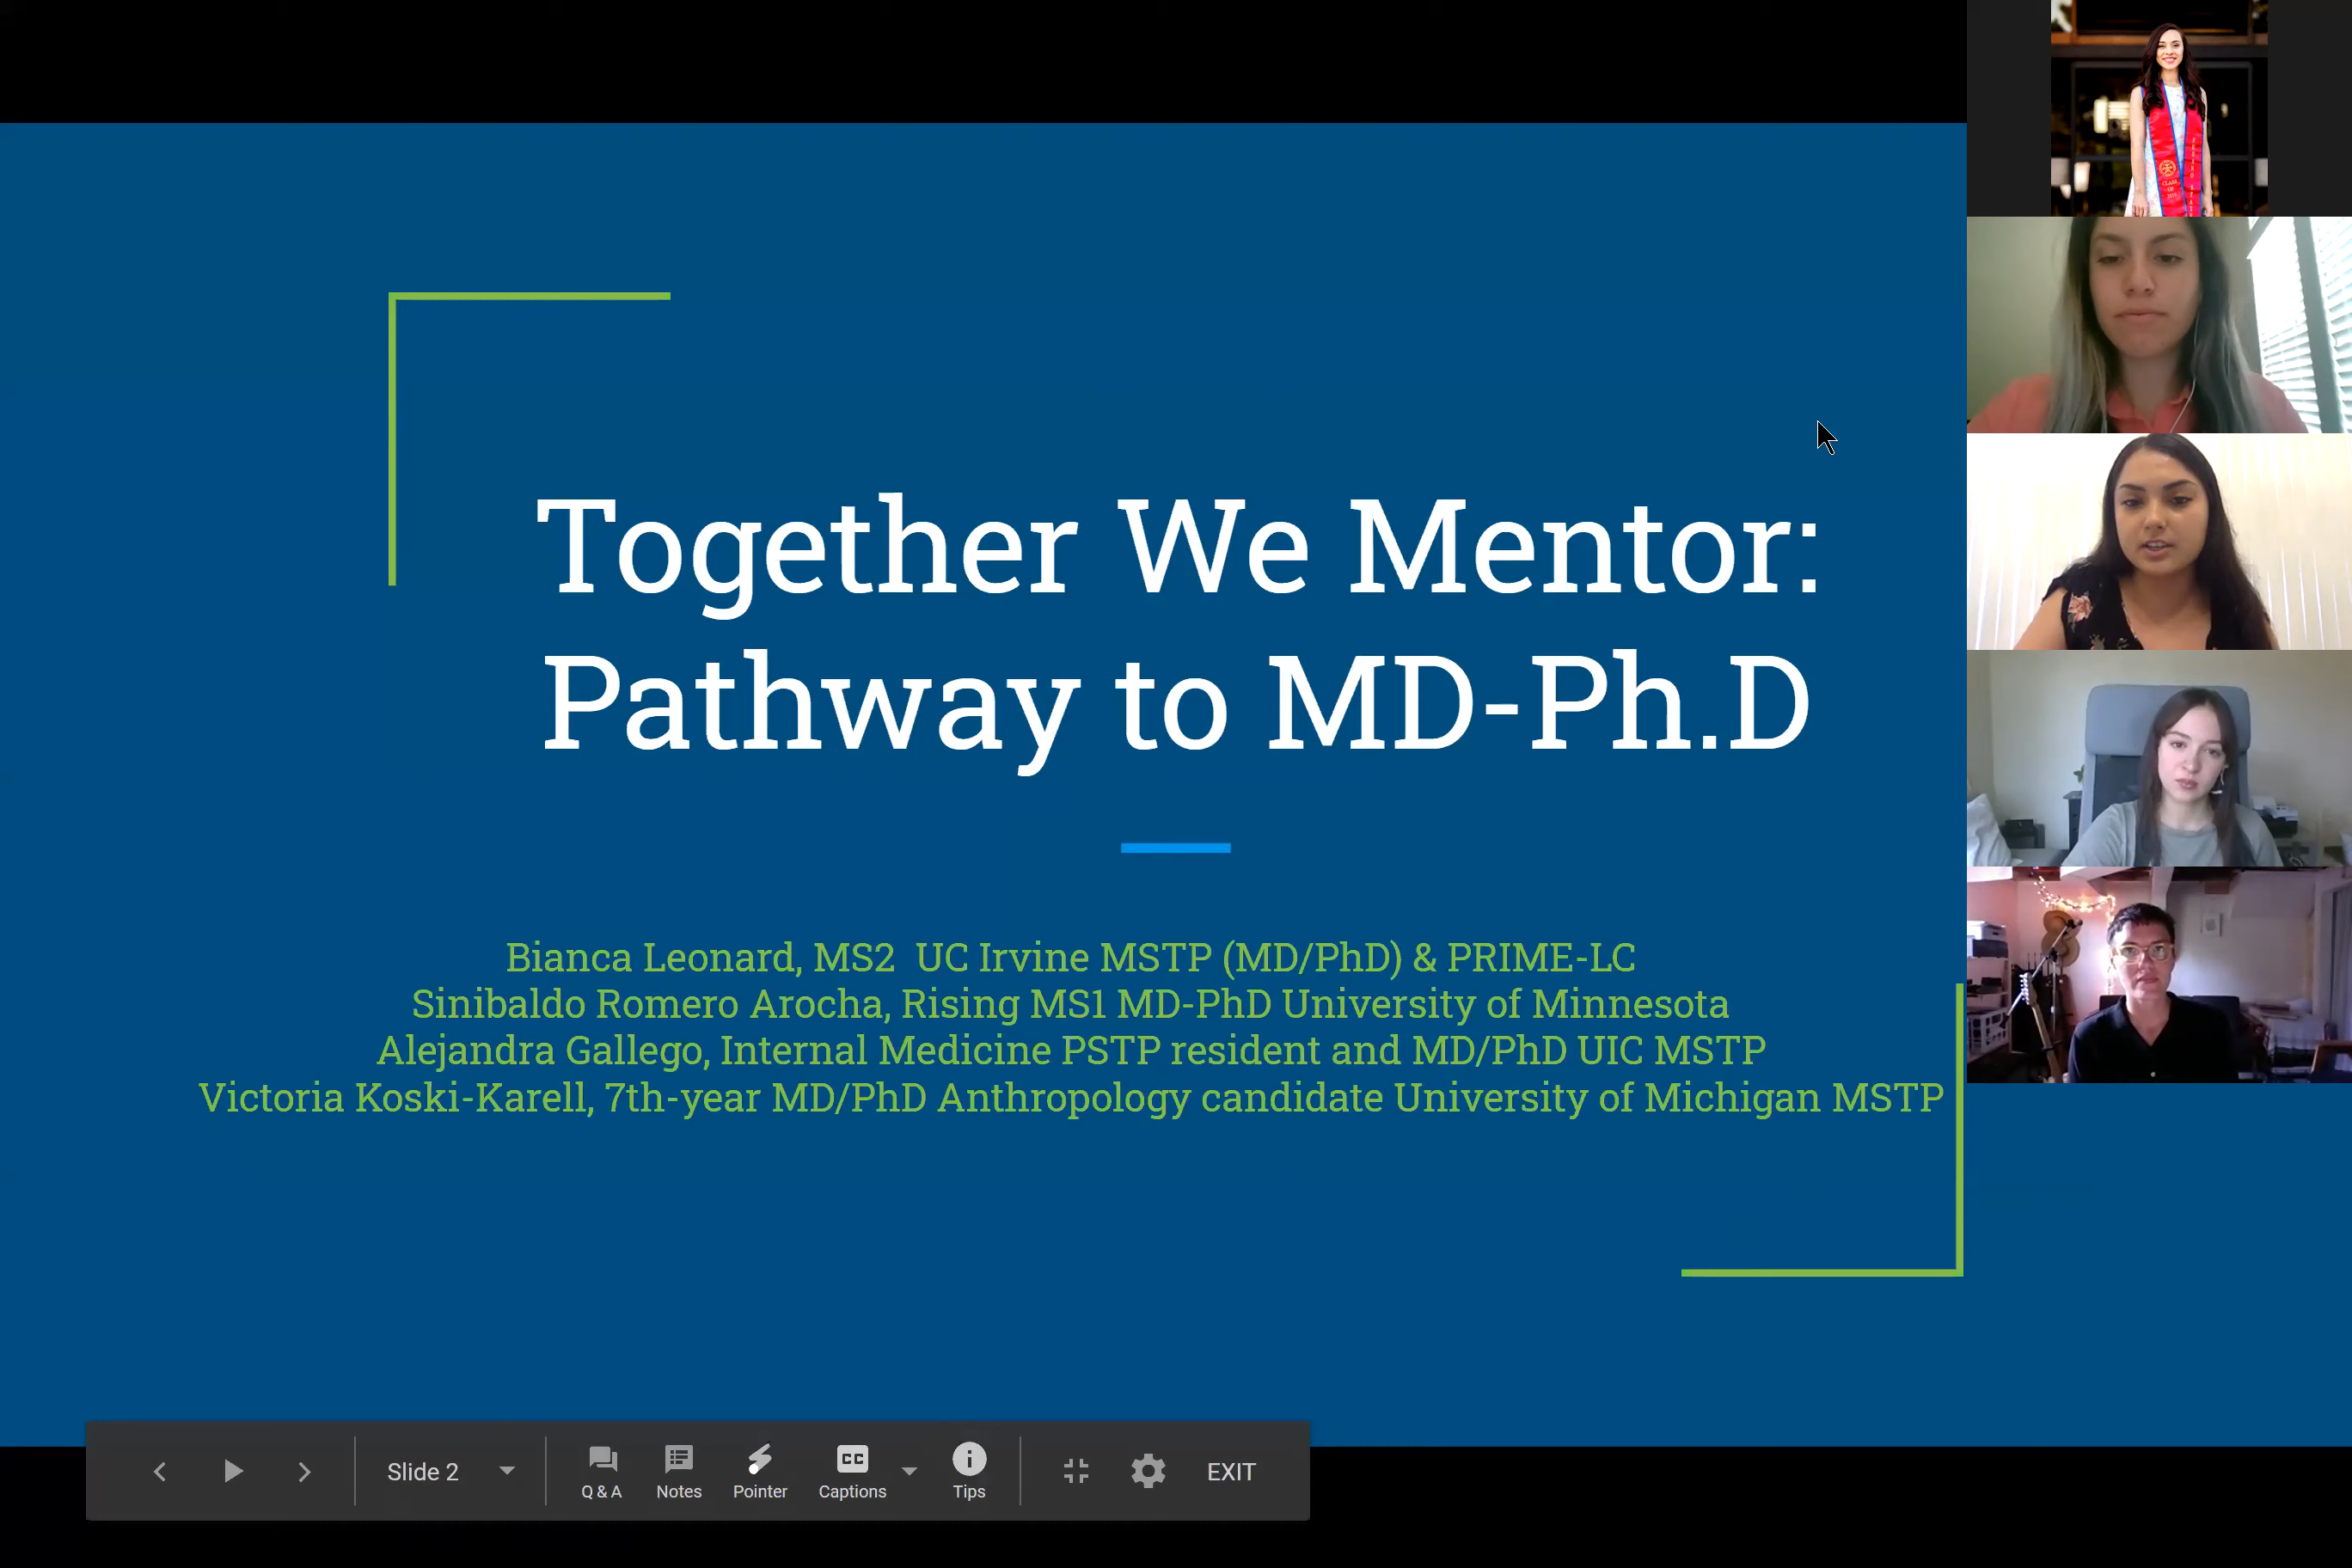 Together We Mentor:
Pathway to MD-Ph.D
Bianca Leonard, MS2  UC Irvine MSTP (MD/PhD) & PRIME-LC
Sinibaldo Romero Arocha, Rising MS1 MD-PhD University of Minnesota
Alejandra Gallego, Internal Medicine PSTP resident and MD/PhD UIC MSTP
Victoria Koski-Karell, 7th-year MD/PhD Anthropology candidate University of Michigan MSTP
Slide 2
Q & A
Notes
CC
Pointer
Captions
Tips
EXIT
CLASS
OF